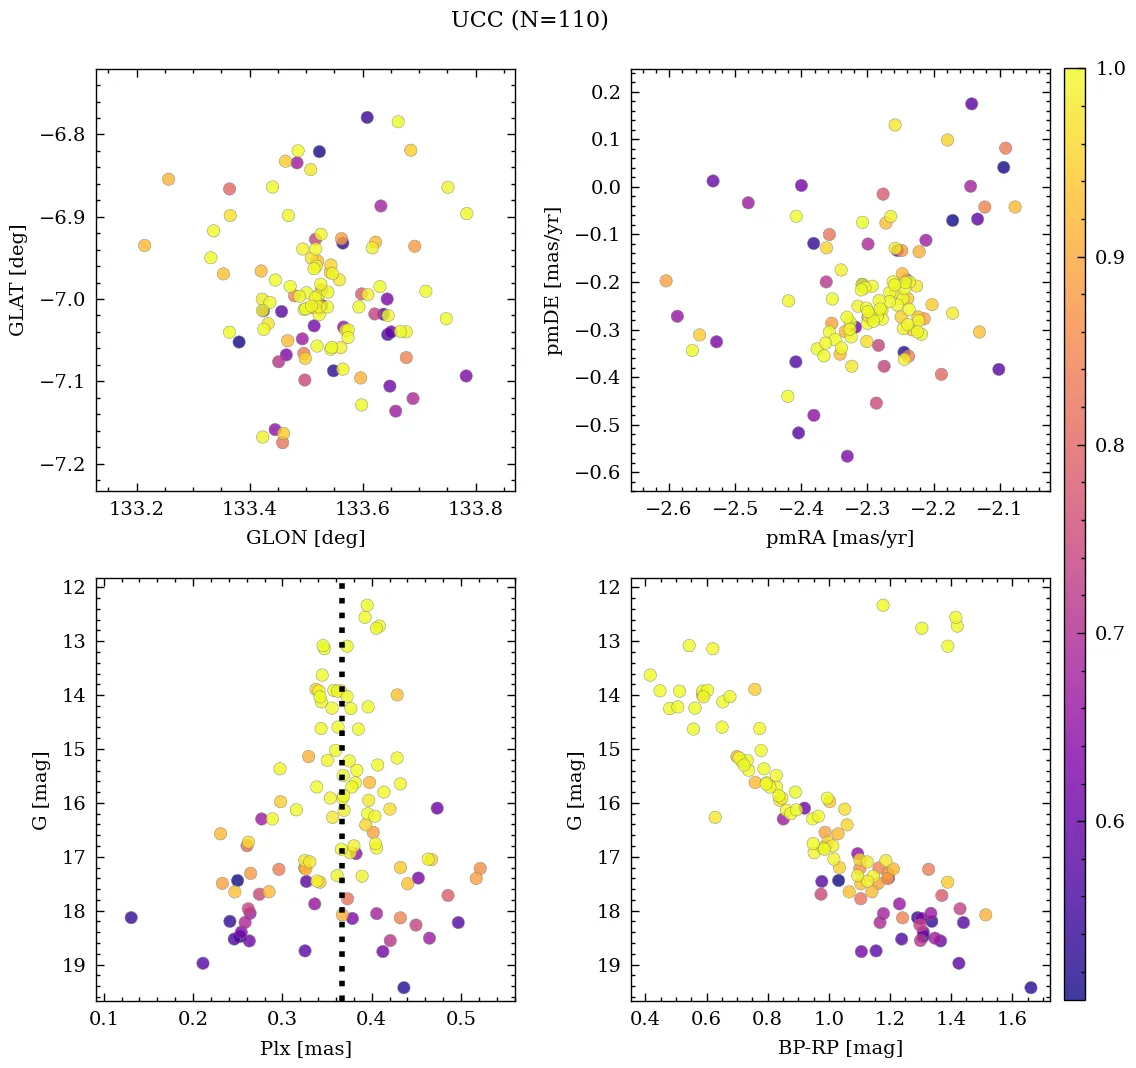 UCC (N=110)
−6.8
−6.9
−7.0
−7.1
−7.2
GLAT [deg]
133.2 133.4 133.6 133.8
GLON [deg]
0.2
0.1
0.0
−0.1
−0.2
−0.3
−0.4
−0.5
−0.6
pmDE [mas/yr]
−2.6 −2.5 −2.4 −2.3 −2.2 −2.1
pmRA [mas/yr]
12
13
14
15
16
17
18
19
G [mag]
0.1 0.2 0.3 0.4 0.5
Plx [mas]
12
13
14
15
16
17
18
19
G [mag]
0.4 0.6 0.8 1.0 1.2 1.4 1.6
BP-RP [mag]
1.0
0.9
0.8
0.7
0.6